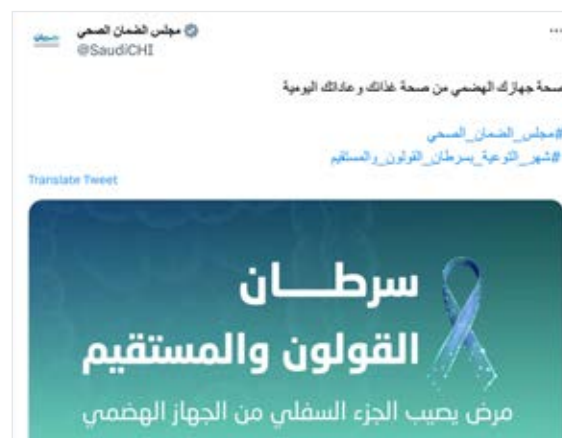 مجلس الضمان الصحي
@SaudiCHI
صحة جهازك الهضمي من صحة غذائك وعاداتك اليومية
#مجلس_الضمان_الصحي
#شهر_التوعية_بسرطان_القولون_والمستقيم
Translate Tweet
سرطـــان
القولون والمستقيم
مرض يصيب الجزء السفلي من الجهاز الهضمي